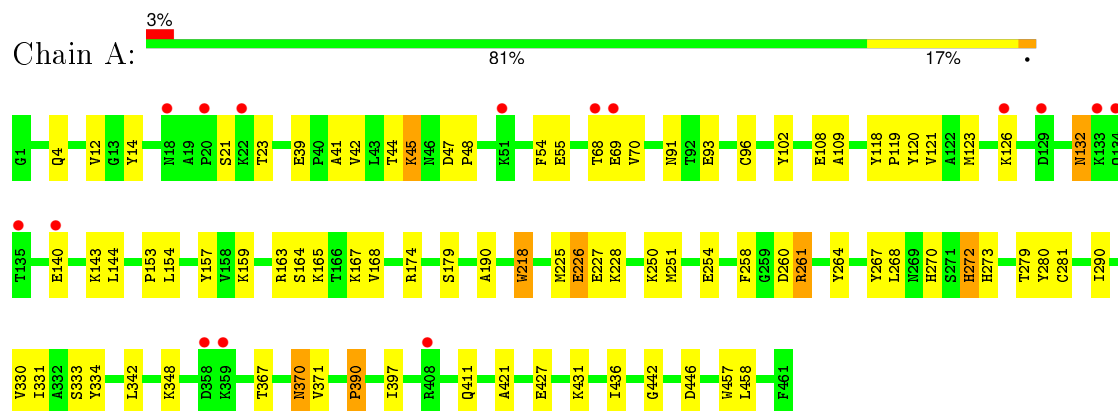 3%
Chain A:
81% 17% •
G1 Q4 V12 G13 Y14 N18 A19 P20 S21 K22 T23 E39 P40 A41 V42 L43 T44 K45 N46 D47 P48 K51 F54 E55 T68 E69 V70 N91 T92 E93 C96 Y102 E108 A109 Y118 P119 Y120 V121 A122 M123 K126 D129 N132 K133 G134
T135 E140 K143 L144 P153 L154 Y157 V158 K159 R163 S164 K165 T166 K167 V168 R174 S179 A190 W218 M225 E226 E227 K228 K250 M251 E254 F258 G259 D260 R261 Y264 Y267 L268 N269 H270 S271 H272 H273 T279 Y280 C281 I290
V330 I331 A332 S333 Y334 L342 K348 D358 K359 T367 N370 V371 P390 I397 R408 Q411 A421 E427 K431 I436 G442 D446 W457 L458 F461